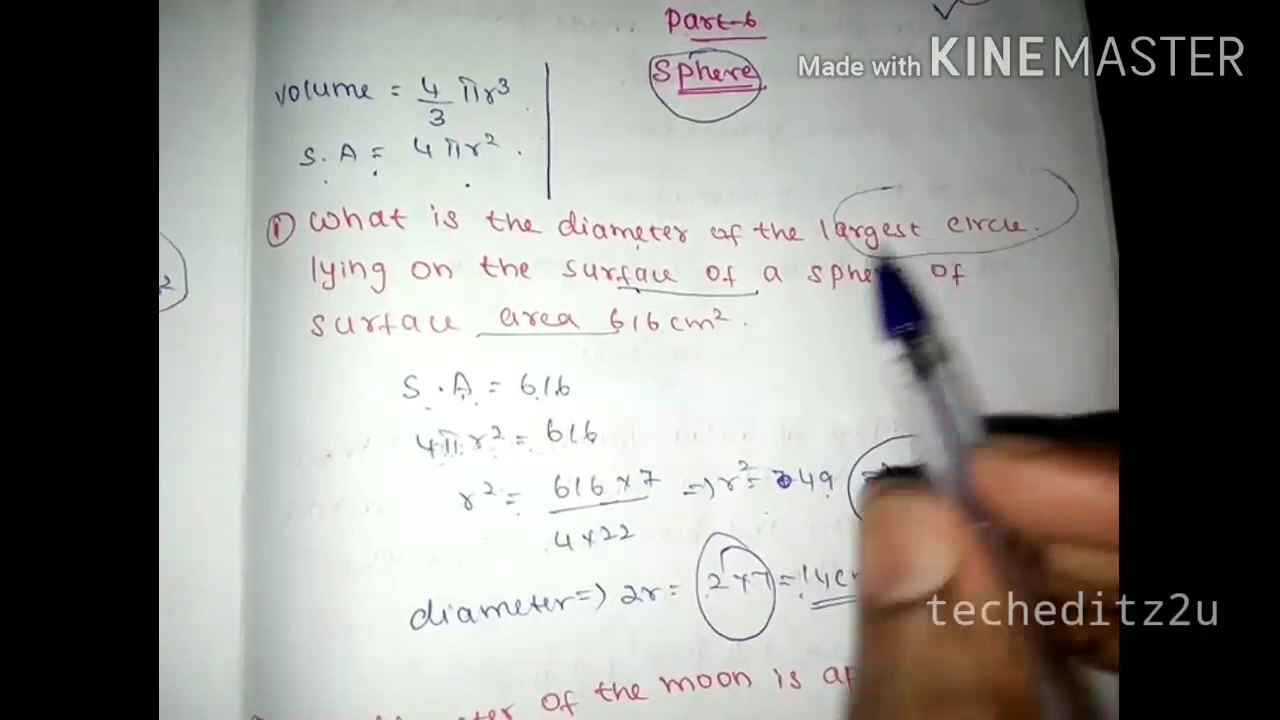 Part-6
Sphere
Made with KINEMASTER
volume = 4/3 πr³
S.A = 4πr².
① What is the diameter of the largest circle.
lying on the surface of a sphere of
surface area 616 cm².
S.A = 616
4πr² = 616
r² = 616×7/4×22 => r² = 49
diameter => 2r = 2×7 = 14
techeditz2u
of the moon is